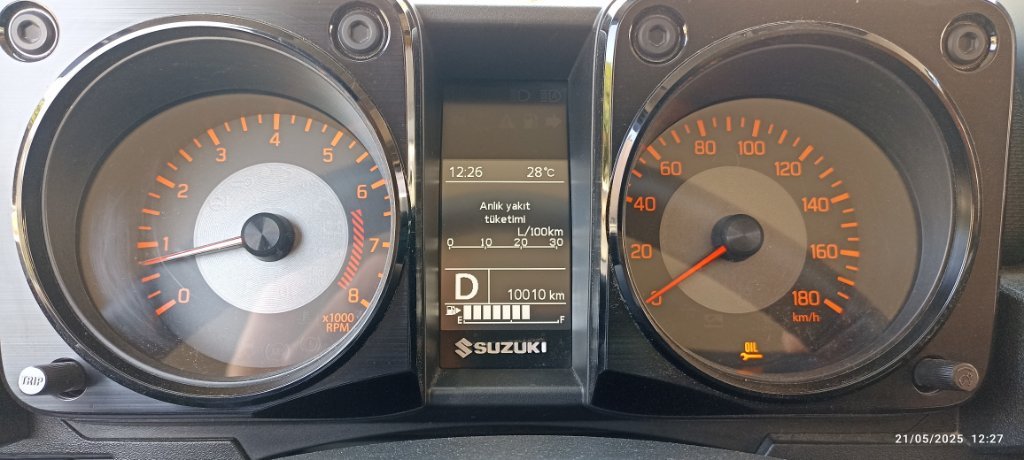 0
1
2
3
4
5
6
7
8
x1000
RPM
TRIP
12:26 28°C
Anlık yakıt
tüketimi
L/100km
0 10 20 30
D
10010 km
E F
SUZUKI
0
20
40
60
80
100
120
140
160
180
km/h
OIL
21/05/2025 12:27